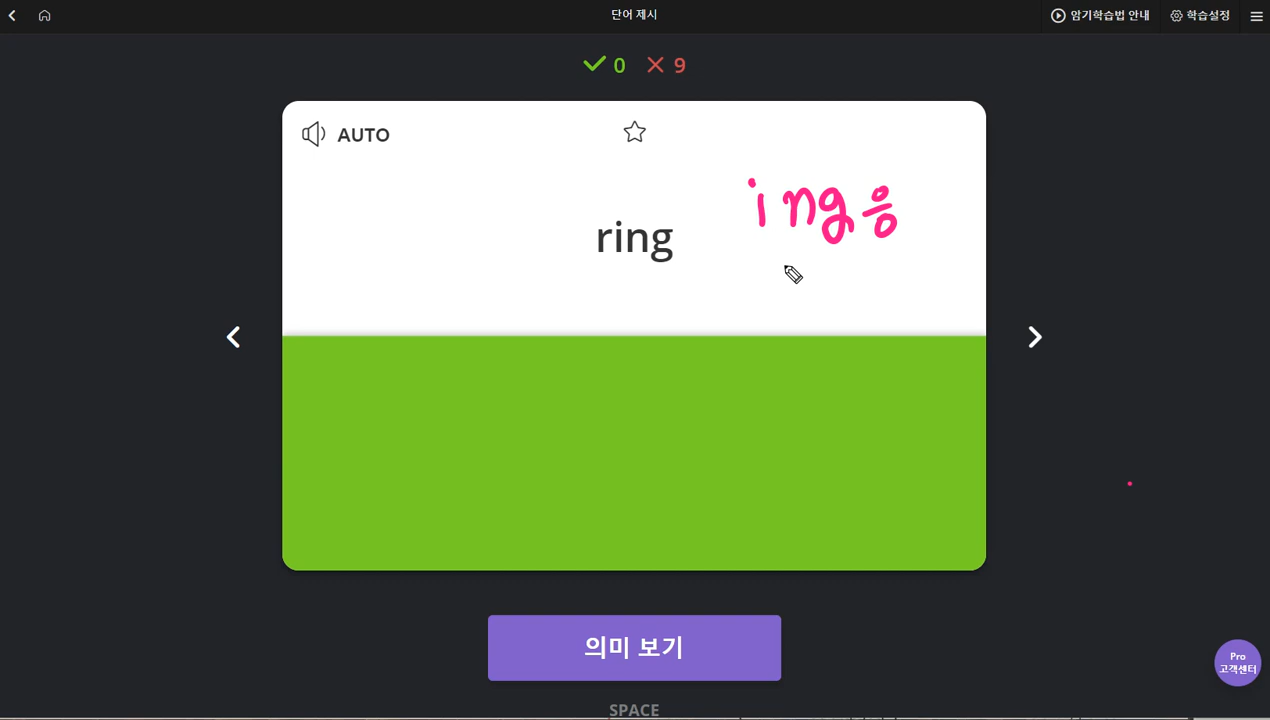 단어 제시
암기학습법 안내
학습설정
0
9
AUTO
ring
ing응
의미 보기
SPACE
Pro
고객센터